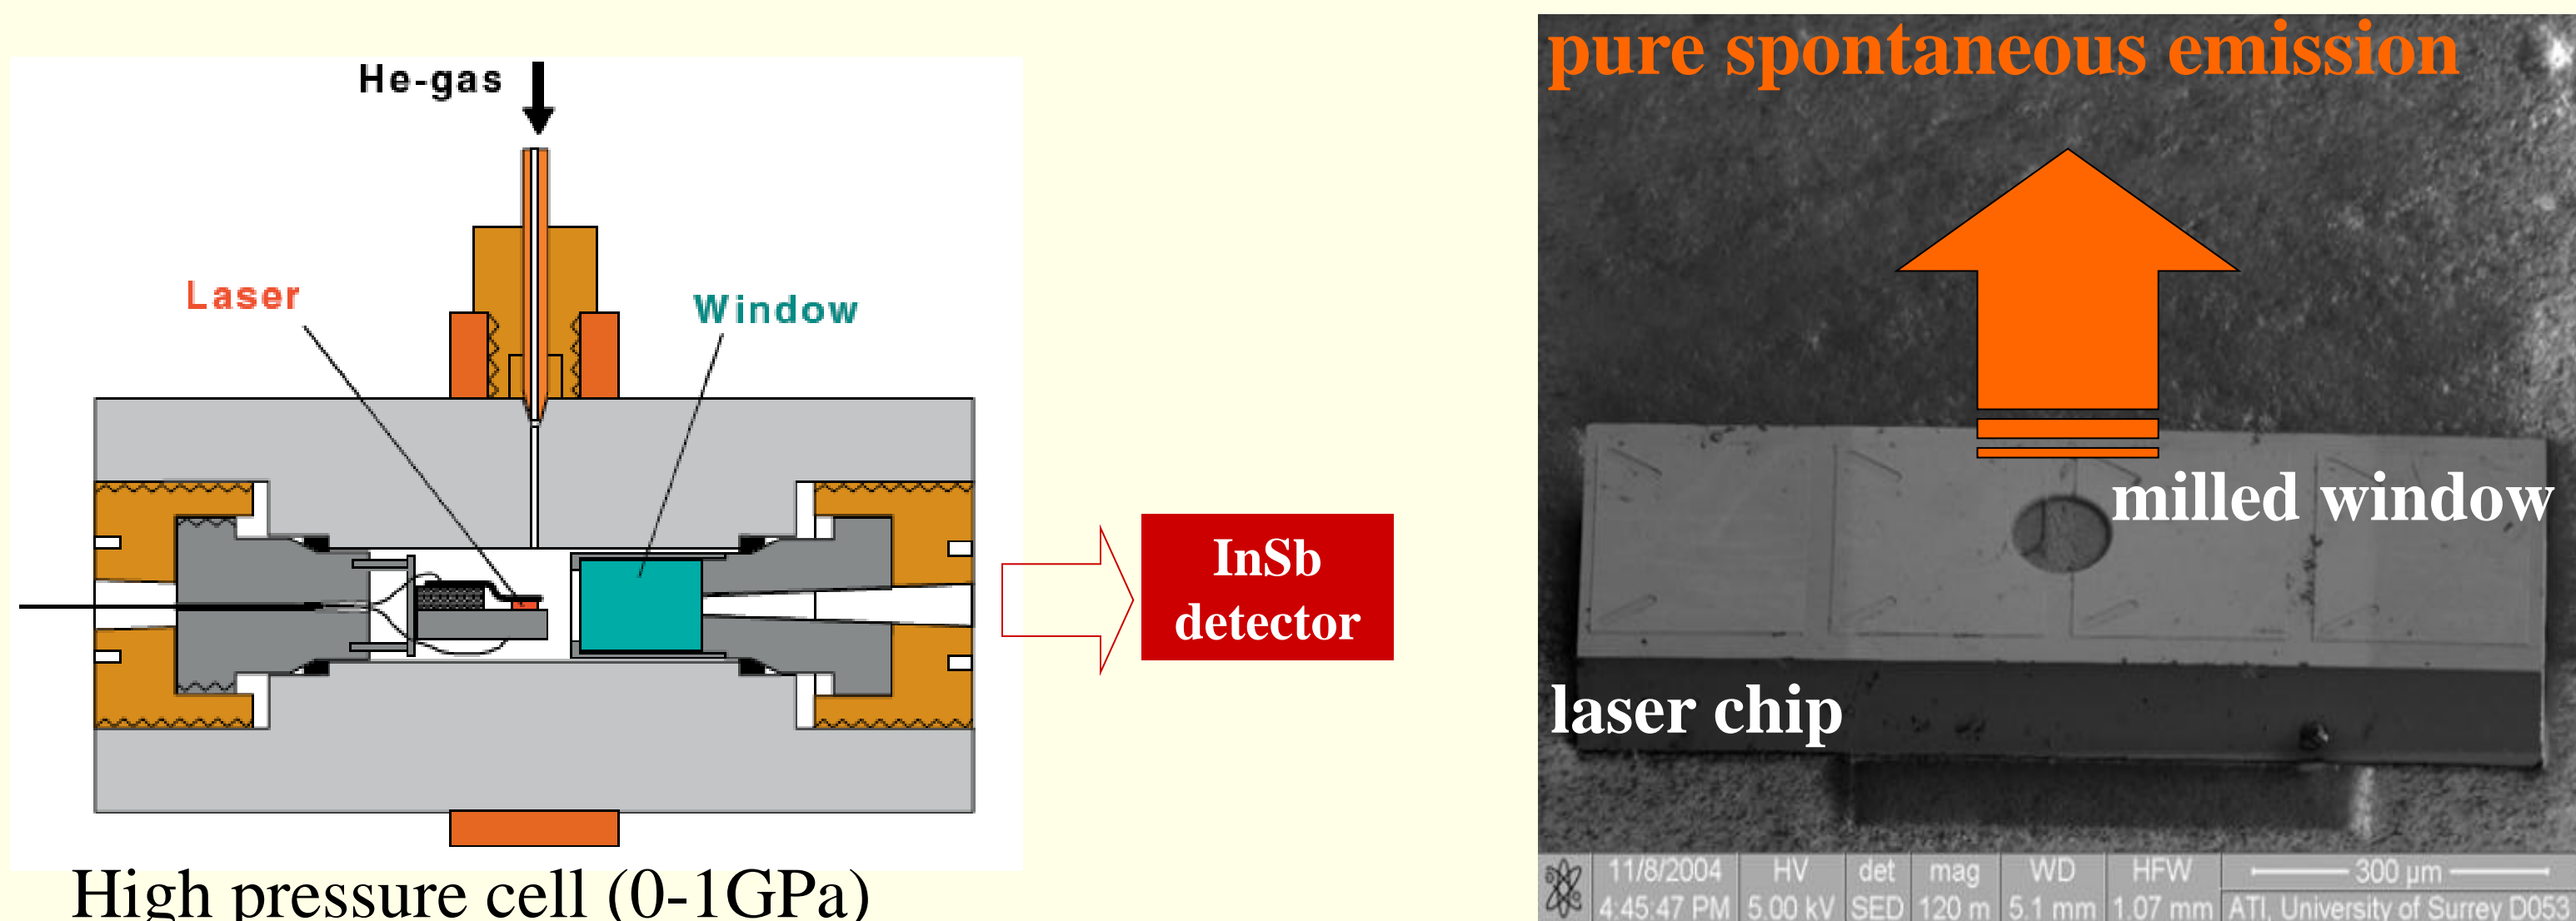 He-gas
Laser
Window
InSb
detector
High pressure cell (0-1GPa)
pure spontaneous emission
milled window
laser chip
11/8/2004 HV det mag WD HFW 300 µm
4:45:47 PM 5.00 kV SED 120 m 5.1 mm 1.07 mm ATI, University of Surrey D053